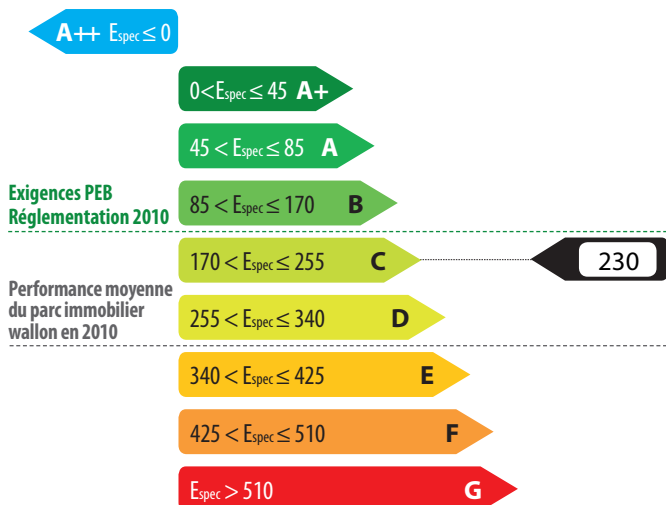 A++ Espec ≤ 0
0<Espec ≤ 45 A+
45 < Espec ≤ 85 A
Exigences PEB
Réglementation 2010
85 < Espec ≤ 170 B
170 < Espec ≤ 255 C
230
Performance moyenne
du parc immobilier
wallon en 2010
255 < Espec ≤ 340 D
340 < Espec ≤ 425 E
425 < Espec ≤ 510 F
Espec > 510 G